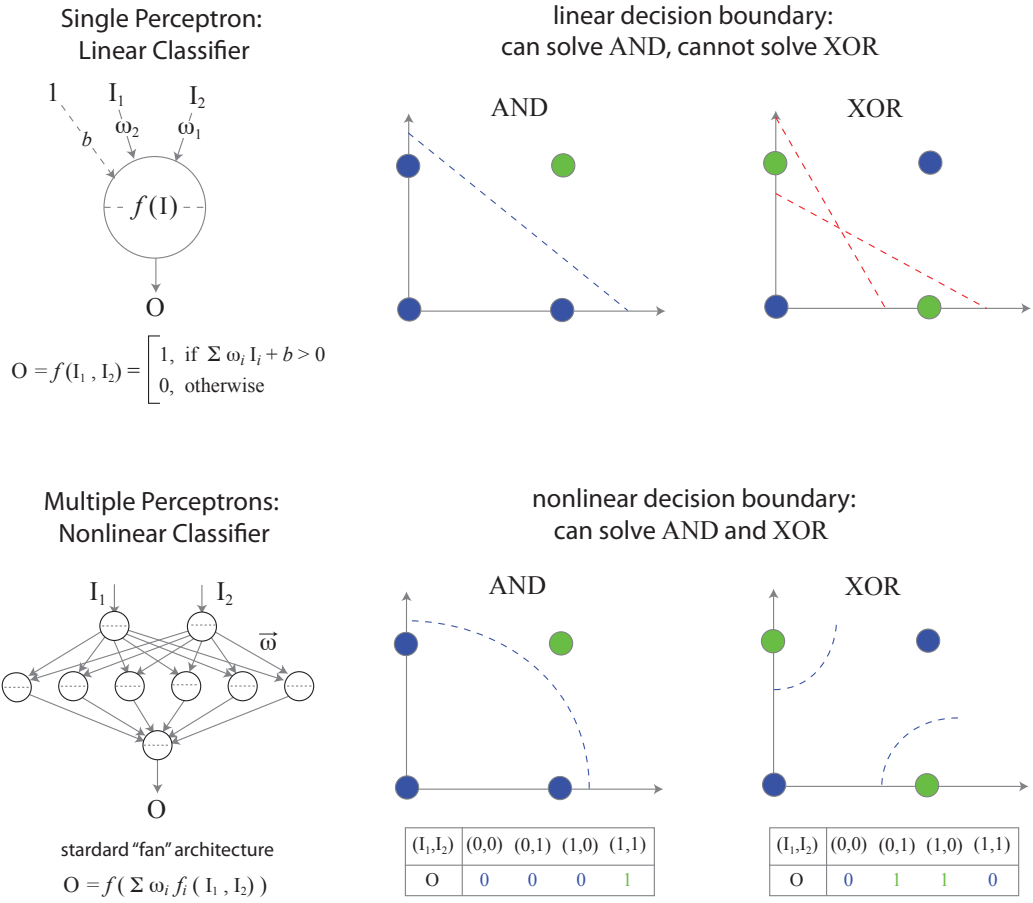 Single Perceptron:
Linear Classifier
1 I₁ I₂
b ω₂ ω₁
f(I)
O
O = f(I₁ , I₂) = [ 1, if Σ ωᵢ Iᵢ + b > 0
0, otherwise
linear decision boundary:
can solve AND, cannot solve XOR
AND
XOR
Multiple Perceptrons:
Nonlinear Classifier
I₁ I₂
ω⃗
O
stardard “fan” architecture
O = f ( Σ ωᵢ fᵢ ( I₁ , I₂) )
nonlinear decision boundary:
can solve AND and XOR
AND
XOR
(I₁,I₂) (0,0) (0,1) (1,0) (1,1)
O 0 0 0 1
(I₁,I₂) (0,0) (0,1) (1,0) (1,1)
O 0 1 1 0